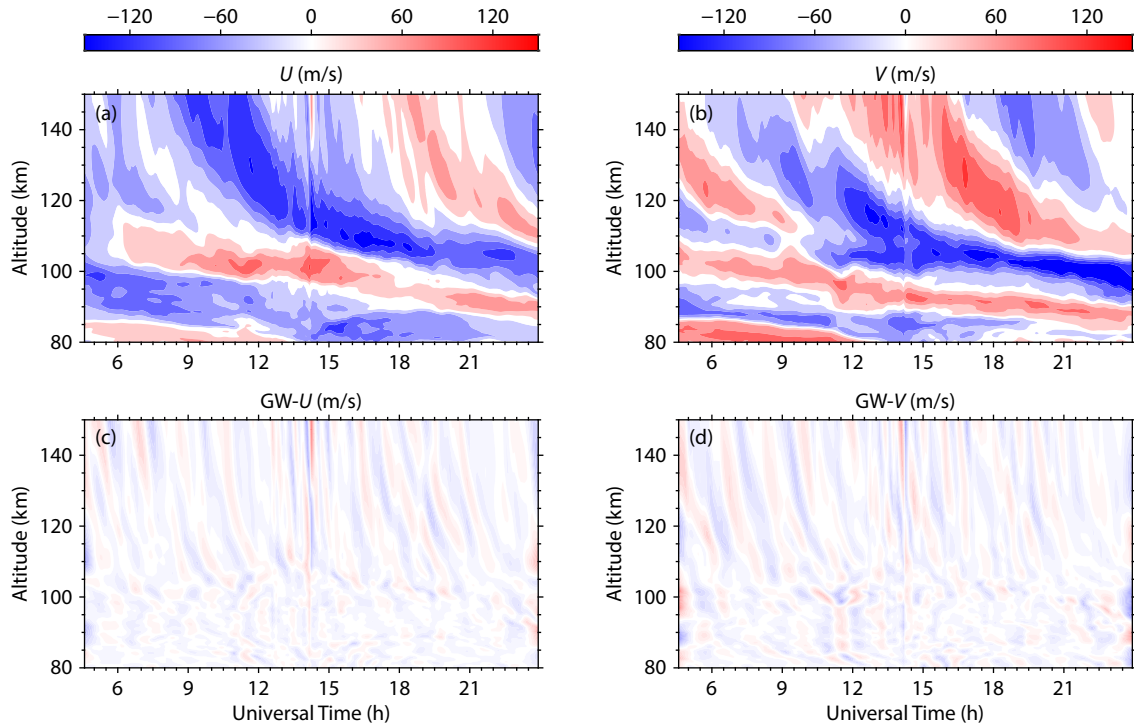 −120 −60 0 60 120
−120 −60 0 60 120
U (m/s)
V (m/s)
(a)
(b)
Altitude (km)
140
120
100
80
6 9 12 15 18 21
Altitude (km)
140
120
100
80
6 9 12 15 18 21
GW-U (m/s)
GW-V (m/s)
(c)
(d)
Altitude (km)
140
120
100
80
6 9 12 15 18 21
Universal Time (h)
Altitude (km)
140
120
100
80
6 9 12 15 18 21
Universal Time (h)